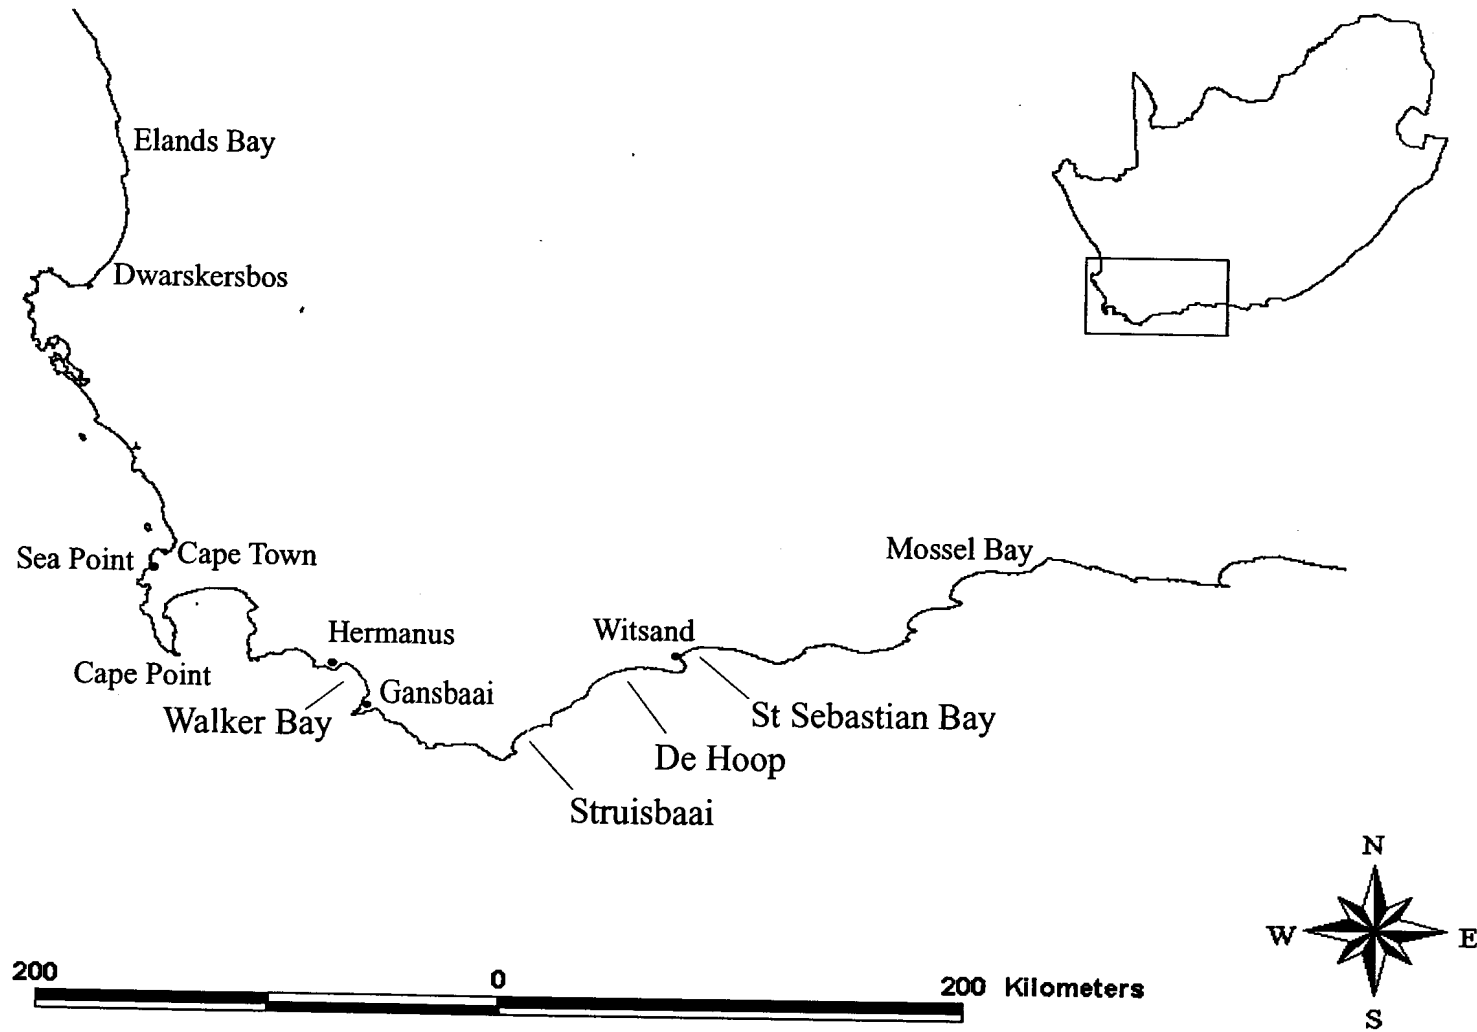 Elands Bay
Dwarskersbos
Sea Point
Cape Town
Mossel Bay
Hermanus
Witsand
Cape Point
Gansbaai
Walker Bay
St Sebastian Bay
De Hoop
Struisbaai
N
W
E
S
200
0
200 Kilometers